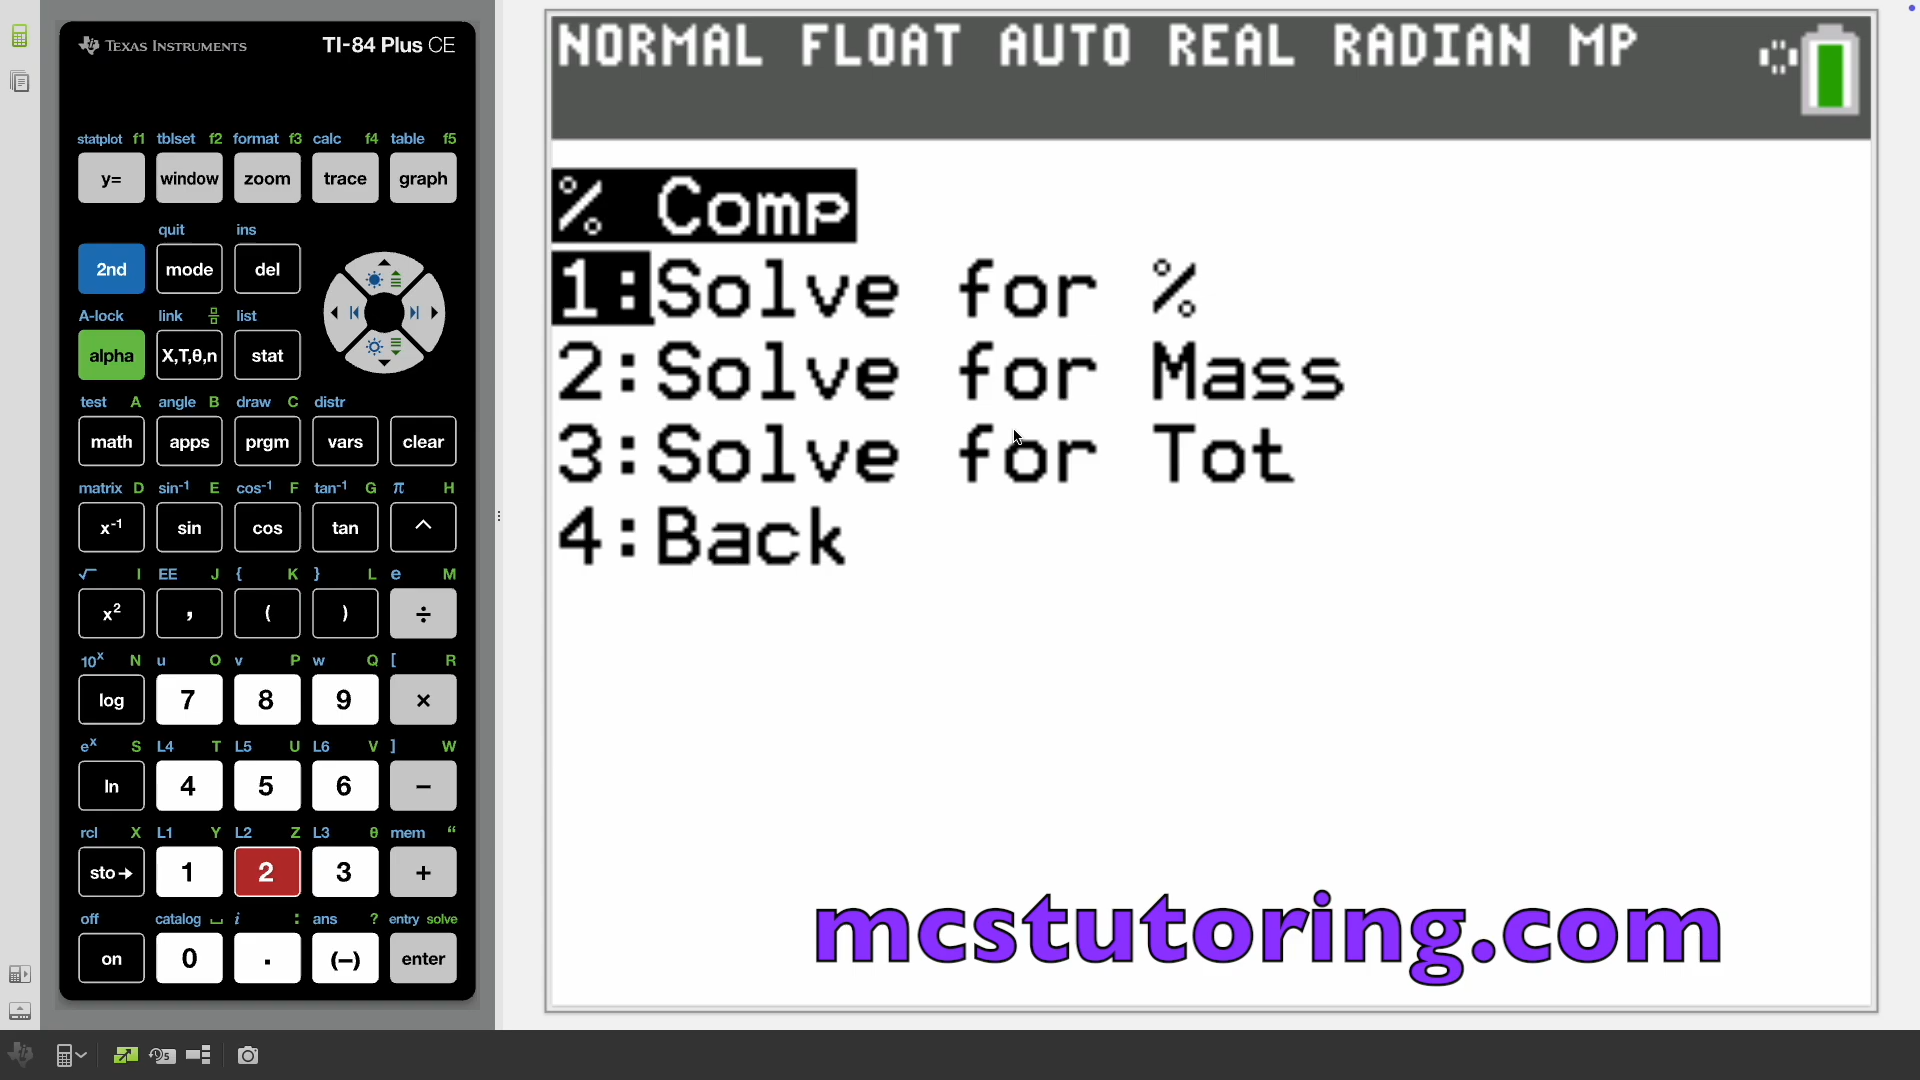 TEXAS INSTRUMENTS TI-84 Plus CE
statplot f1 tblset f2 format f3 calc f4 table f5
y= window zoom trace graph
quit ins
2nd mode del
A-lock link list
alpha X,T,θ,n stat
test A angle B draw C distr
math apps prgm vars clear
matrix D sin⁻¹ E cos⁻¹ F tan⁻¹ G π H
x⁻¹ sin cos tan ^
√ I EE J { K } L e M
x² , ( ) ÷
10ˣ N u O v P w Q [ R
log 7 8 9 ×
eˣ S L4 T L5 U L6 V ] W
ln 4 5 6 −
rcl X L1 Y L2 Z L3 θ mem “
sto→ 1 2 3 +
off catalog ⎵ i : ans ? entry solve
on 0 . (–) enter
NORMAL FLOAT AUTO REAL RADIAN MP
% Comp
1:Solve for %
2:Solve for Mass
3:Solve for Tot
4:Back
mcstutoring.com